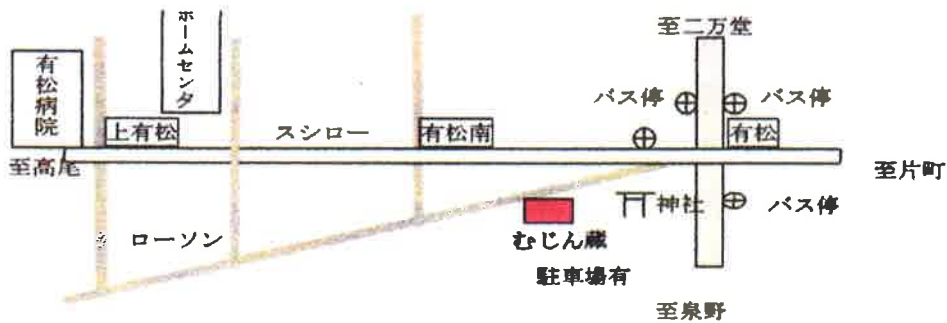 ホームセンタ
至二万堂
有松病院
バス停
バス停
上有松
スシロー
有松南
有松
至高尾
至片町
神社
バス停
ローソン
むじん蔵
駐車場有
至泉野